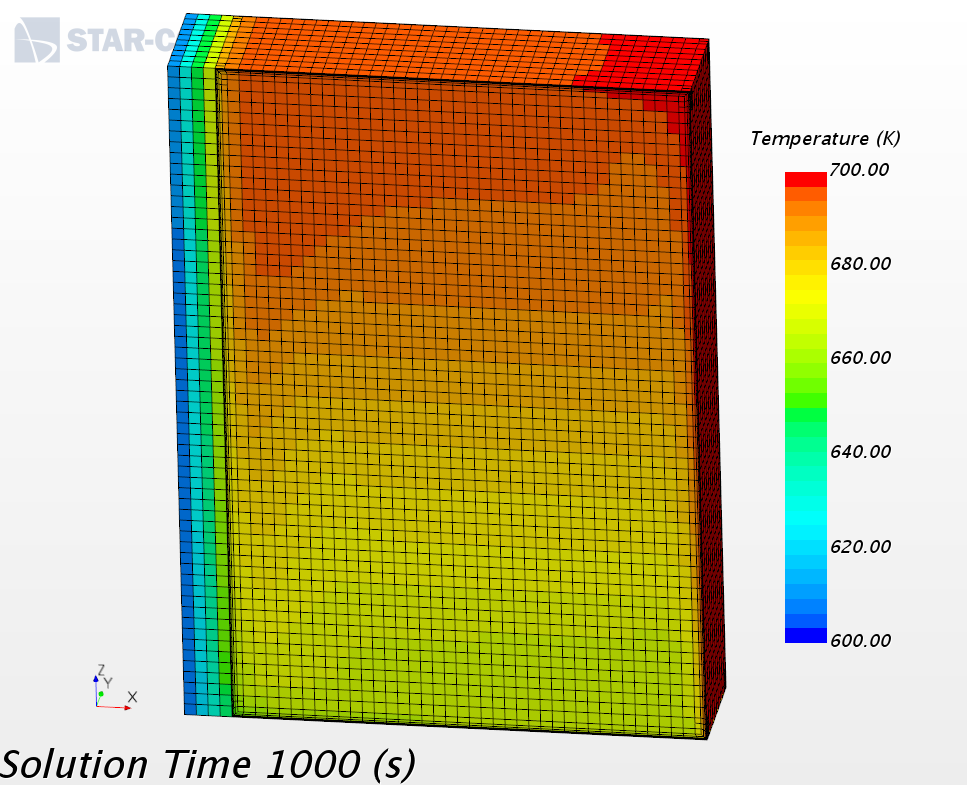 STAR-C
Temperature (K)
700.00
680.00
660.00
640.00
620.00
600.00
Z
Y
X
Solution Time 1000 (s)